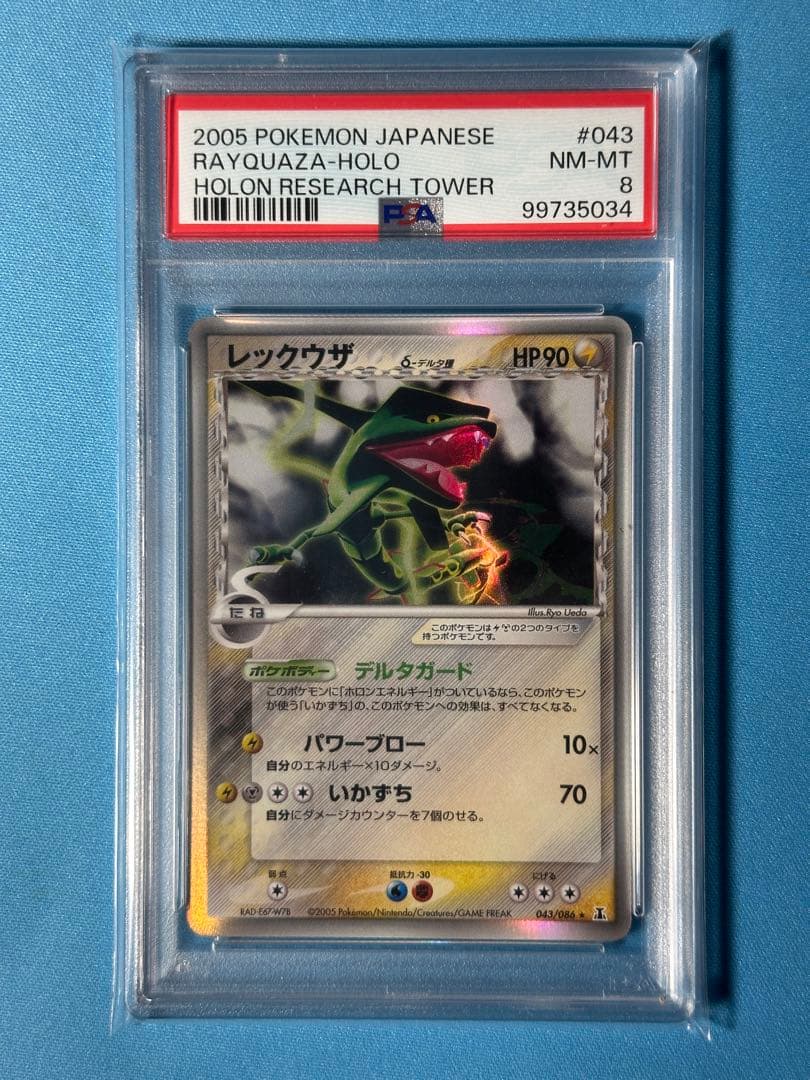 2005 POKEMON JAPANESE #043
RAYQUAZA-HOLO NM-MT
HOLON RESEARCH TOWER 8
PSA 99735034
レックウザ δ-デルタ種 HP90
たね
Illus.Ryo Ueda
このポケモンは の2つのタイプを
持つポケモンです。
ポケボディー デルタガード
このポケモンに「ホロンエネルギー」がついているなら、このポケモン
が使う「いかずち」の、このポケモンへの効果は、すべてなくなる。
パワーブロー 10×
自分のエネルギー×10ダメージ。
いかずち 70
自分にダメージカウンターを7個のせる。
弱点 抵抗力 -30 にげる
RAD-E67-W7B ©2005 Pokémon/Nintendo/Creatures/GAME FREAK 043/086 ★